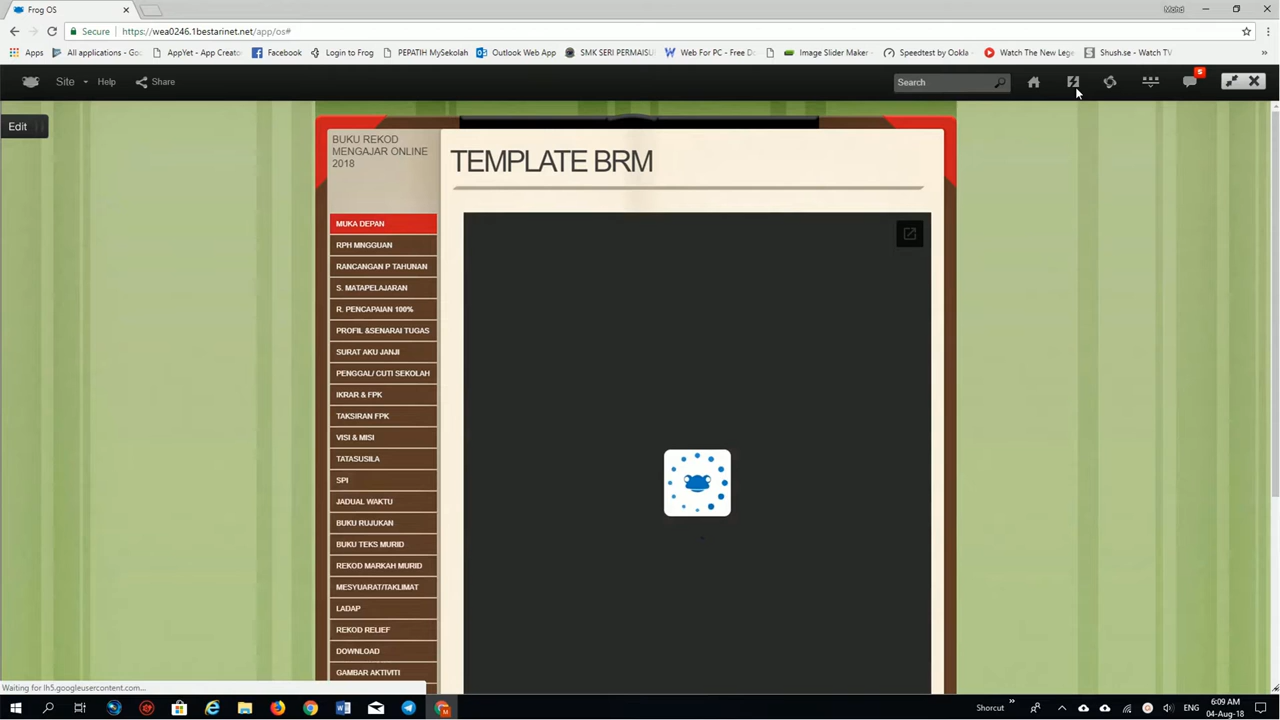 Frog OS
Mohd
Secure
https://wea0246.1bestarinet.net/app/os#
Apps
All applications - goo
AppYet - App Creator
Facebook
Login to Frog
PEPATIH MySekolah
Outlook Web App
SMK SERI PERMAISU
Web For PC - Free D
Image Slider Maker -
Speedtest by Ookla -
Watch The New Lege
Shush.se - Watch TV
»
Site
Help
Share
Search
5
Edit
BUKU REKOD
MENGAJAR ONLINE
2018
TEMPLATE BRM
MUKA DEPAN
RPH MNGGUAN
RANCANGAN P TAHUNAN
S. MATAPELAJARAN
R. PENCAPAIAN 100%
PROFIL &SENARAI TUGAS
SURAT AKU JANJI
PENGGAL/ CUTI SEKOLAH
IKRAR & FPK
TAKSIRAN FPK
VISI & MISI
TATASUSILA
SPI
JADUAL WAKTU
BUKU RUJUKAN
BUKU TEKS MURID
REKOD MARKAH MURID
MESYUARAT/TAKLIMAT
LADAP
REKOD RELIEF
DOWNLOAD
GAMBAR AKTIVITI
Waiting for lh5.googleusercontent.com...
Shorcut
»
ENG
6:09 AM
04-Aug-18